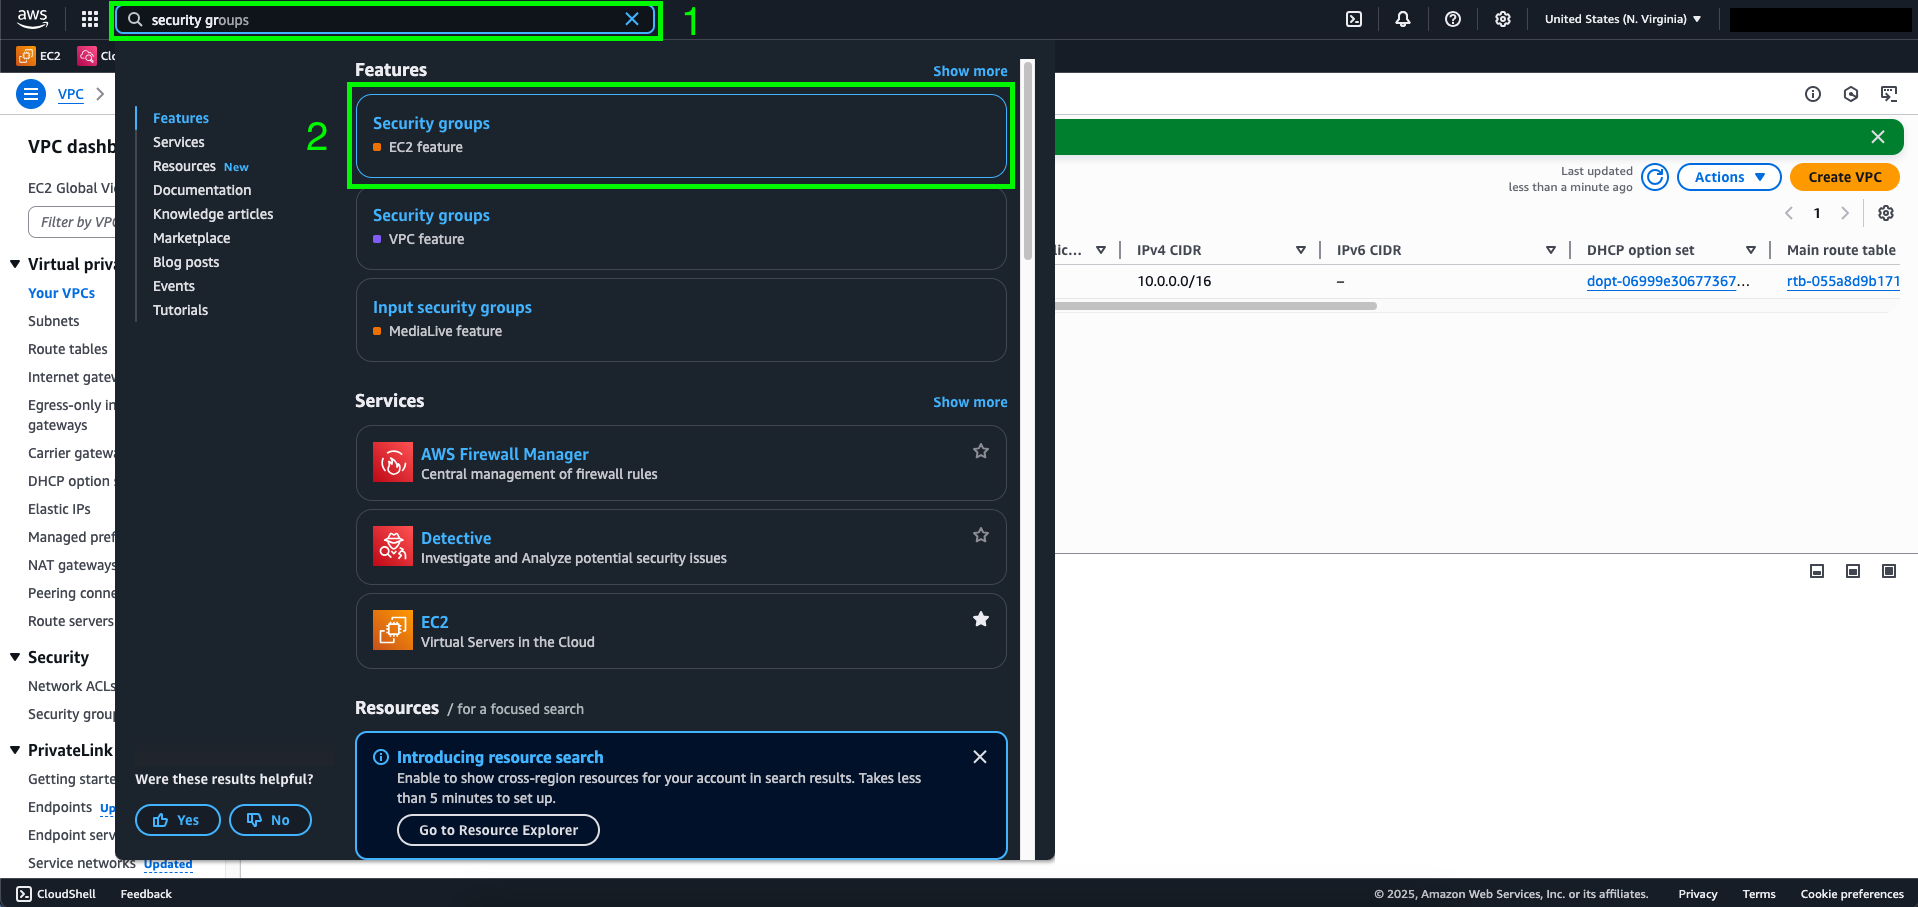 aws
security groups
1
United States (N. Virginia)
EC2
Clo
VPC
VPC dashb
EC2 Global Vi
Filter by VPC
Virtual priva
Your VPCs
Subnets
Route tables
Internet gatew
Egress-only in
gateways
Carrier gatewa
DHCP option s
Elastic IPs
Managed pref
NAT gateways
Peering conne
Route servers
Security
Network ACLs
Security group
PrivateLink
Getting starte
Endpoints Up
Endpoint serv
Service networks Updated
Features
Services
Resources New
Documentation
Knowledge articles
Marketplace
Blog posts
Events
Tutorials
Were these results helpful?
Yes
No
2
Features
Show more
Security groups
EC2 feature
Security groups
VPC feature
Input security groups
MediaLive feature
Services
Show more
AWS Firewall Manager
Central management of firewall rules
Detective
Investigate and Analyze potential security issues
EC2
Virtual Servers in the Cloud
Resources / for a focused search
Introducing resource search
Enable to show cross-region resources for your account in search results. Takes less
than 5 minutes to set up.
Go to Resource Explorer
Last updated
less than a minute ago
Actions
Create VPC
1
lic... IPv4 CIDR IPv6 CIDR DHCP option set Main route table
10.0.0.0/16 – dopt-06999e30677367... rtb-055a8d9b171
CloudShell Feedback
© 2025, Amazon Web Services, Inc. or its affiliates. Privacy Terms Cookie preferences